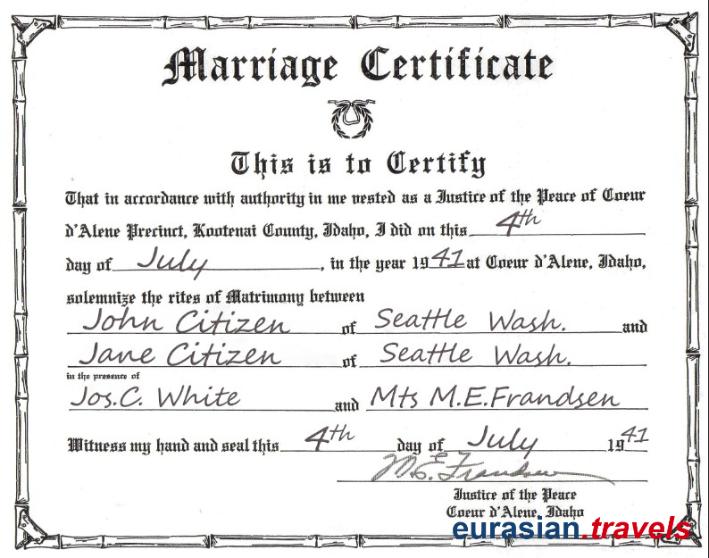 Marriage Certificate
This is to Certify
That in accordance with authority in me vested as a Justice of the Peace of Coeur
d'Alene Precinct, Kootenai County, Idaho, I did on this 4th
day of July, in the year 1941 at Coeur d'Alene, Idaho,
solemnize the rites of Matrimony between
John Citizen of Seattle Wash. and
Jane Citizen of Seattle Wash.
in the presence of
Jos.C. White and Mts M.E.Frandsen
Witness my hand and seal this 4th day of July 1941
M.E. Frandsen
Justice of the Peace
Coeur d'Alene, Idaho
eurasian.travels